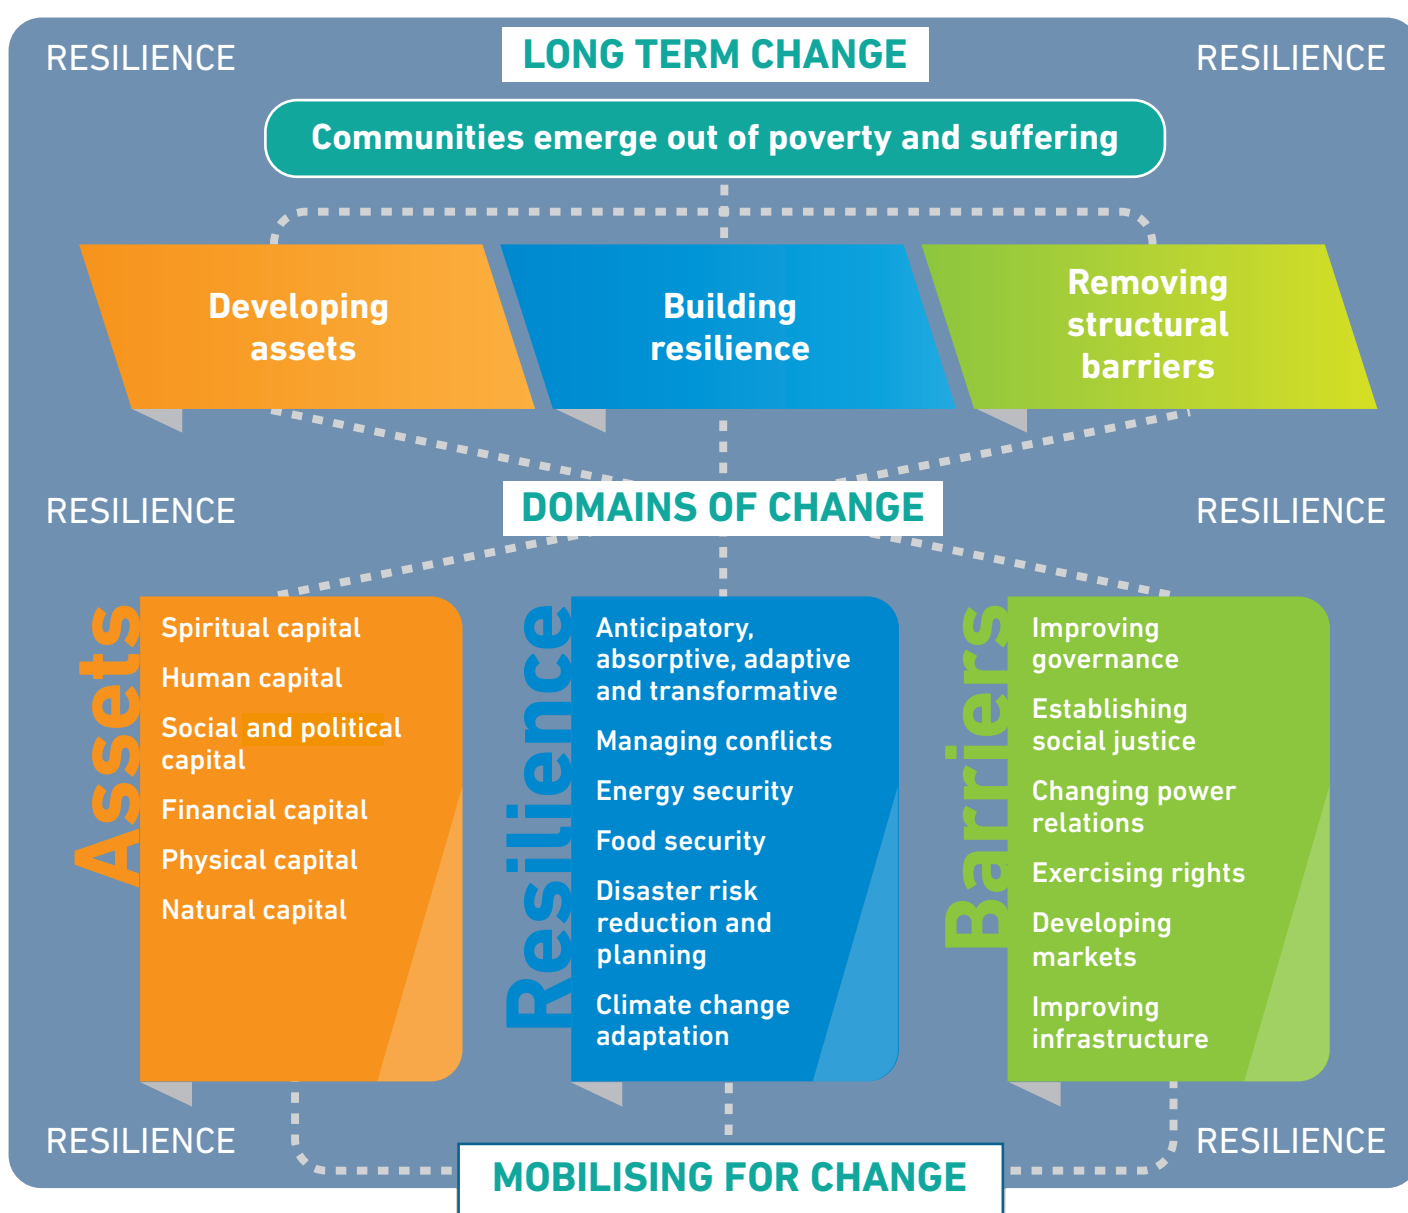 RESILIENCE
LONG TERM CHANGE
RESILIENCE
Communities emerge out of poverty and suffering
Developing
assets
Building
resilience
Removing
structural
barriers
RESILIENCE
DOMAINS OF CHANGE
RESILIENCE
Assets
Spiritual capital
Human capital
Social and political
capital
Financial capital
Physical capital
Natural capital
Resilience
Anticipatory,
absorptive, adaptive
and transformative
Managing conflicts
Energy security
Food security
Disaster risk
reduction and
planning
Climate change
adaptation
Barriers
Improving
governance
Establishing
social justice
Changing power
relations
Exercising rights
Developing
markets
Improving
infrastructure
RESILIENCE
RESILIENCE
MOBILISING FOR CHANGE